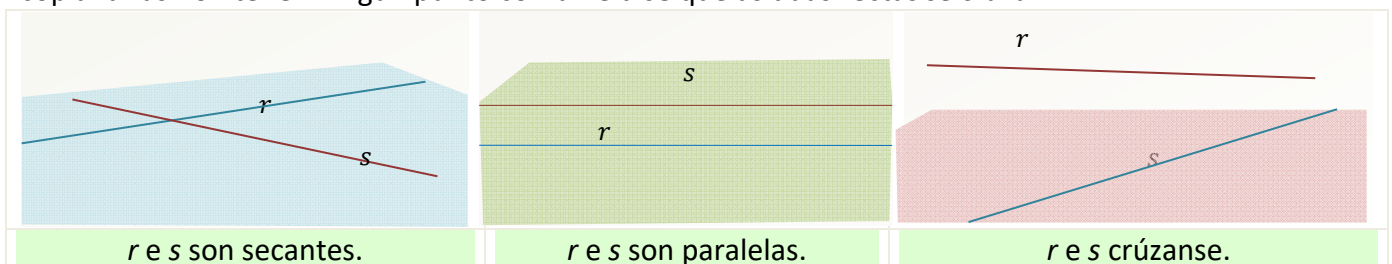 r
s
s
r
r
s
r e s son secantes.
r e s son paralelas.
r e s crúzanse.